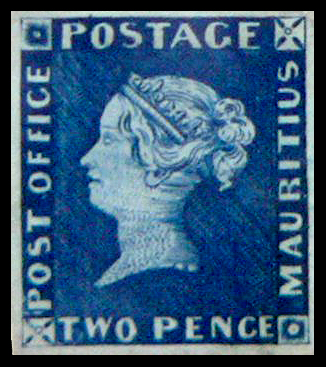 POSTAGE
POST OFFICE
MAURITIUS
TWO PENCE